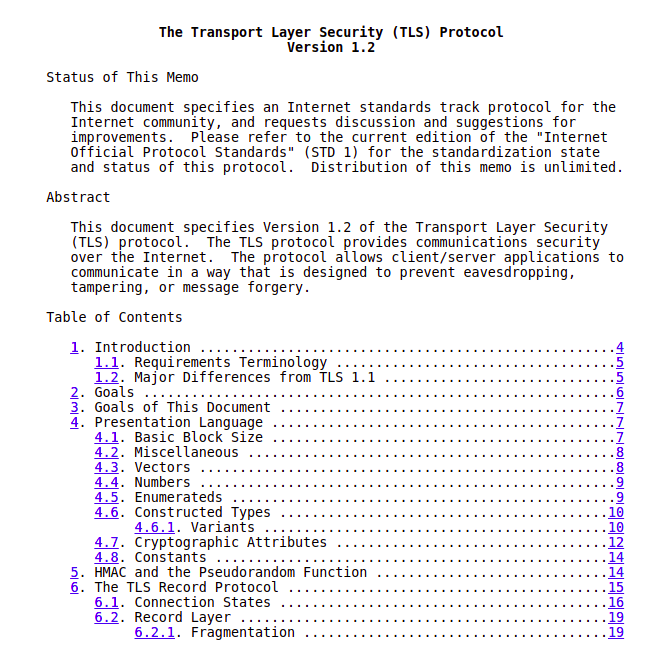 The Transport Layer Security (TLS) Protocol
Version 1.2
Status of This Memo
This document specifies an Internet standards track protocol for the
Internet community, and requests discussion and suggestions for
improvements.  Please refer to the current edition of the "Internet
Official Protocol Standards" (STD 1) for the standardization state
and status of this protocol.  Distribution of this memo is unlimited.
Abstract
This document specifies Version 1.2 of the Transport Layer Security
(TLS) protocol.  The TLS protocol provides communications security
over the Internet.  The protocol allows client/server applications to
communicate in a way that is designed to prevent eavesdropping,
tampering, or message forgery.
Table of Contents
1. Introduction ....................................................4
1.1. Requirements Terminology ...................................5
1.2. Major Differences from TLS 1.1 .............................5
2. Goals ...........................................................6
3. Goals of This Document ..........................................7
4. Presentation Language ...........................................7
4.1. Basic Block Size ...........................................7
4.2. Miscellaneous ..............................................8
4.3. Vectors ....................................................8
4.4. Numbers ....................................................9
4.5. Enumerateds ................................................9
4.6. Constructed Types .........................................10
4.6.1. Variants ...........................................10
4.7. Cryptographic Attributes ..................................12
4.8. Constants .................................................14
5. HMAC and the Pseudorandom Function .............................14
6. The TLS Record Protocol ........................................15
6.1. Connection States .........................................16
6.2. Record Layer ..............................................19
6.2.1. Fragmentation ......................................19